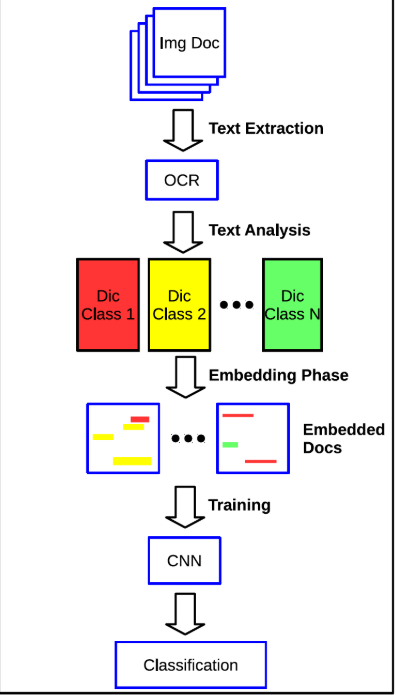 Img Doc
Text Extraction
OCR
Text Analysis
Dic
Class 1
Dic
Class 2
Dic
Class N
Embedding Phase
Embedded
Docs
Training
CNN
Classification